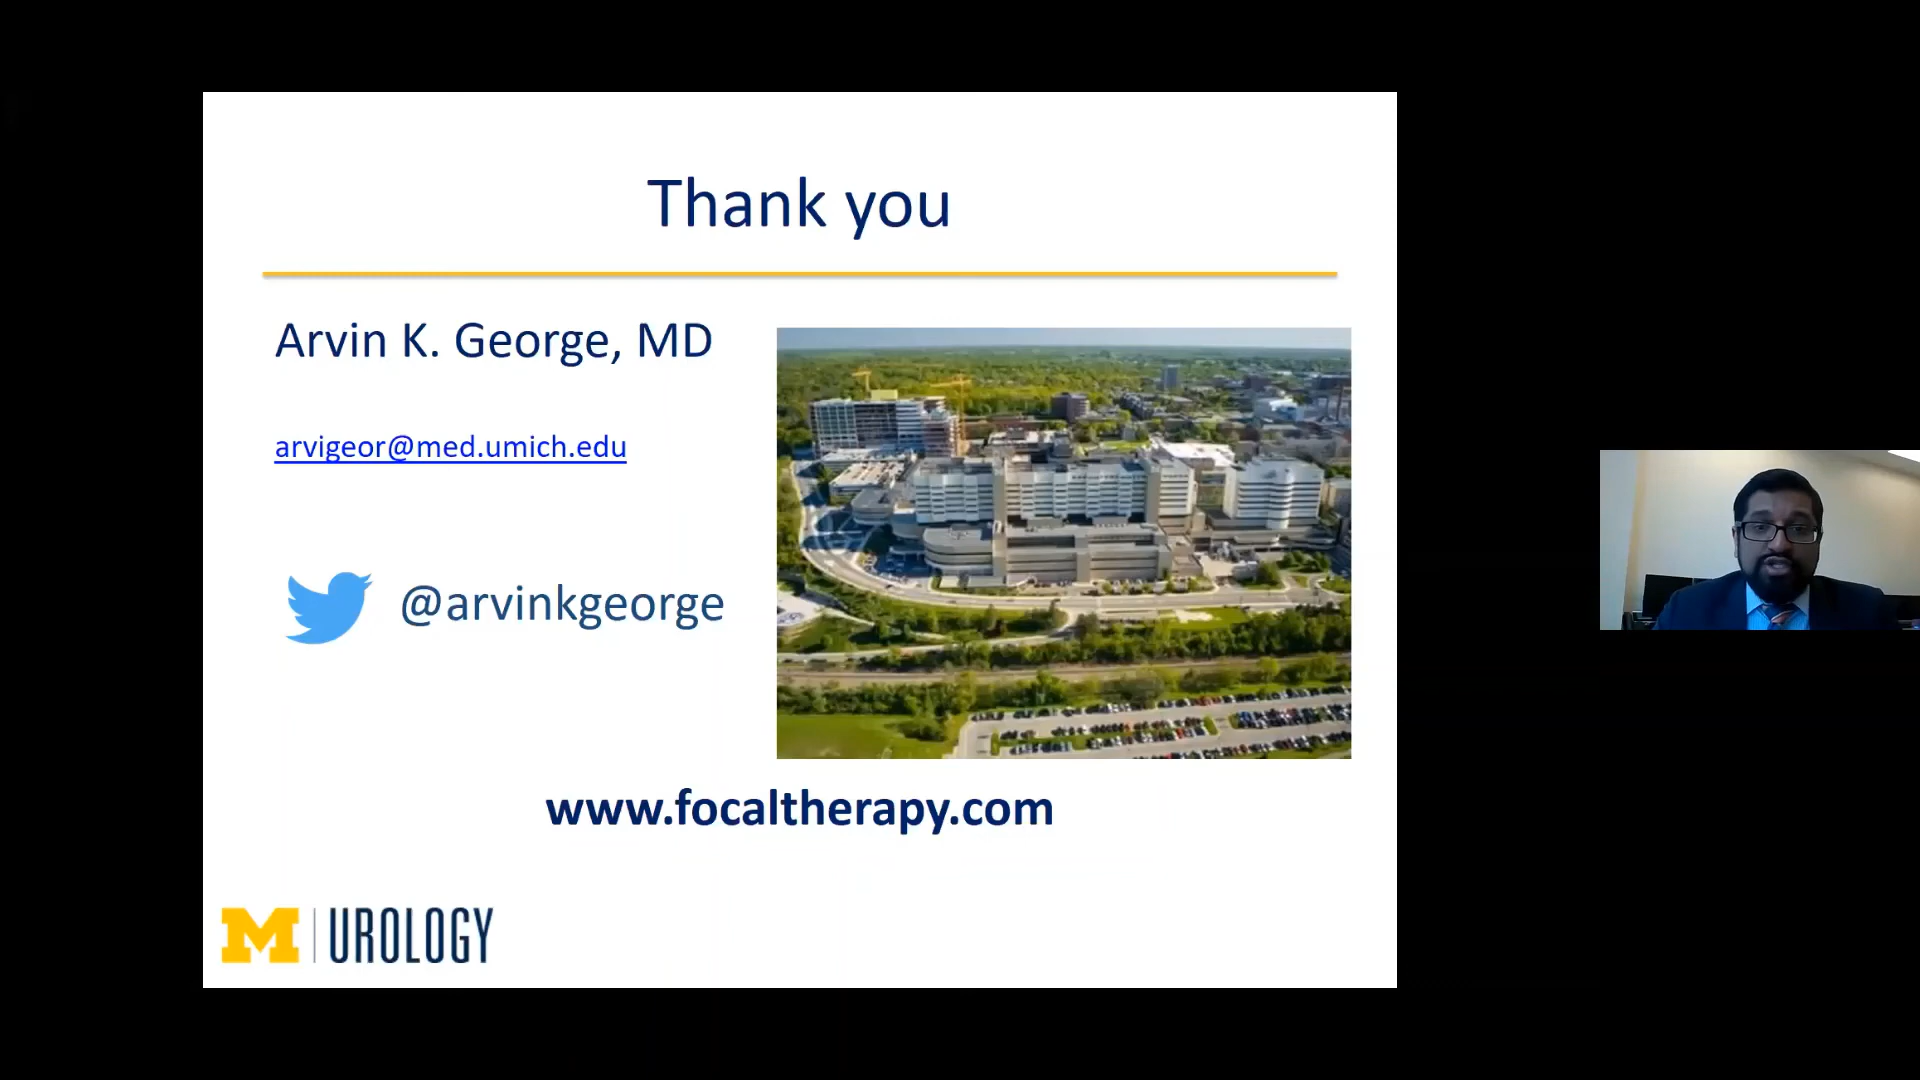 Thank you
Arvin K. George, MD
arvigeor@med.umich.edu
@arvinkgeorge
www.focaltherapy.com
M | UROLOGY